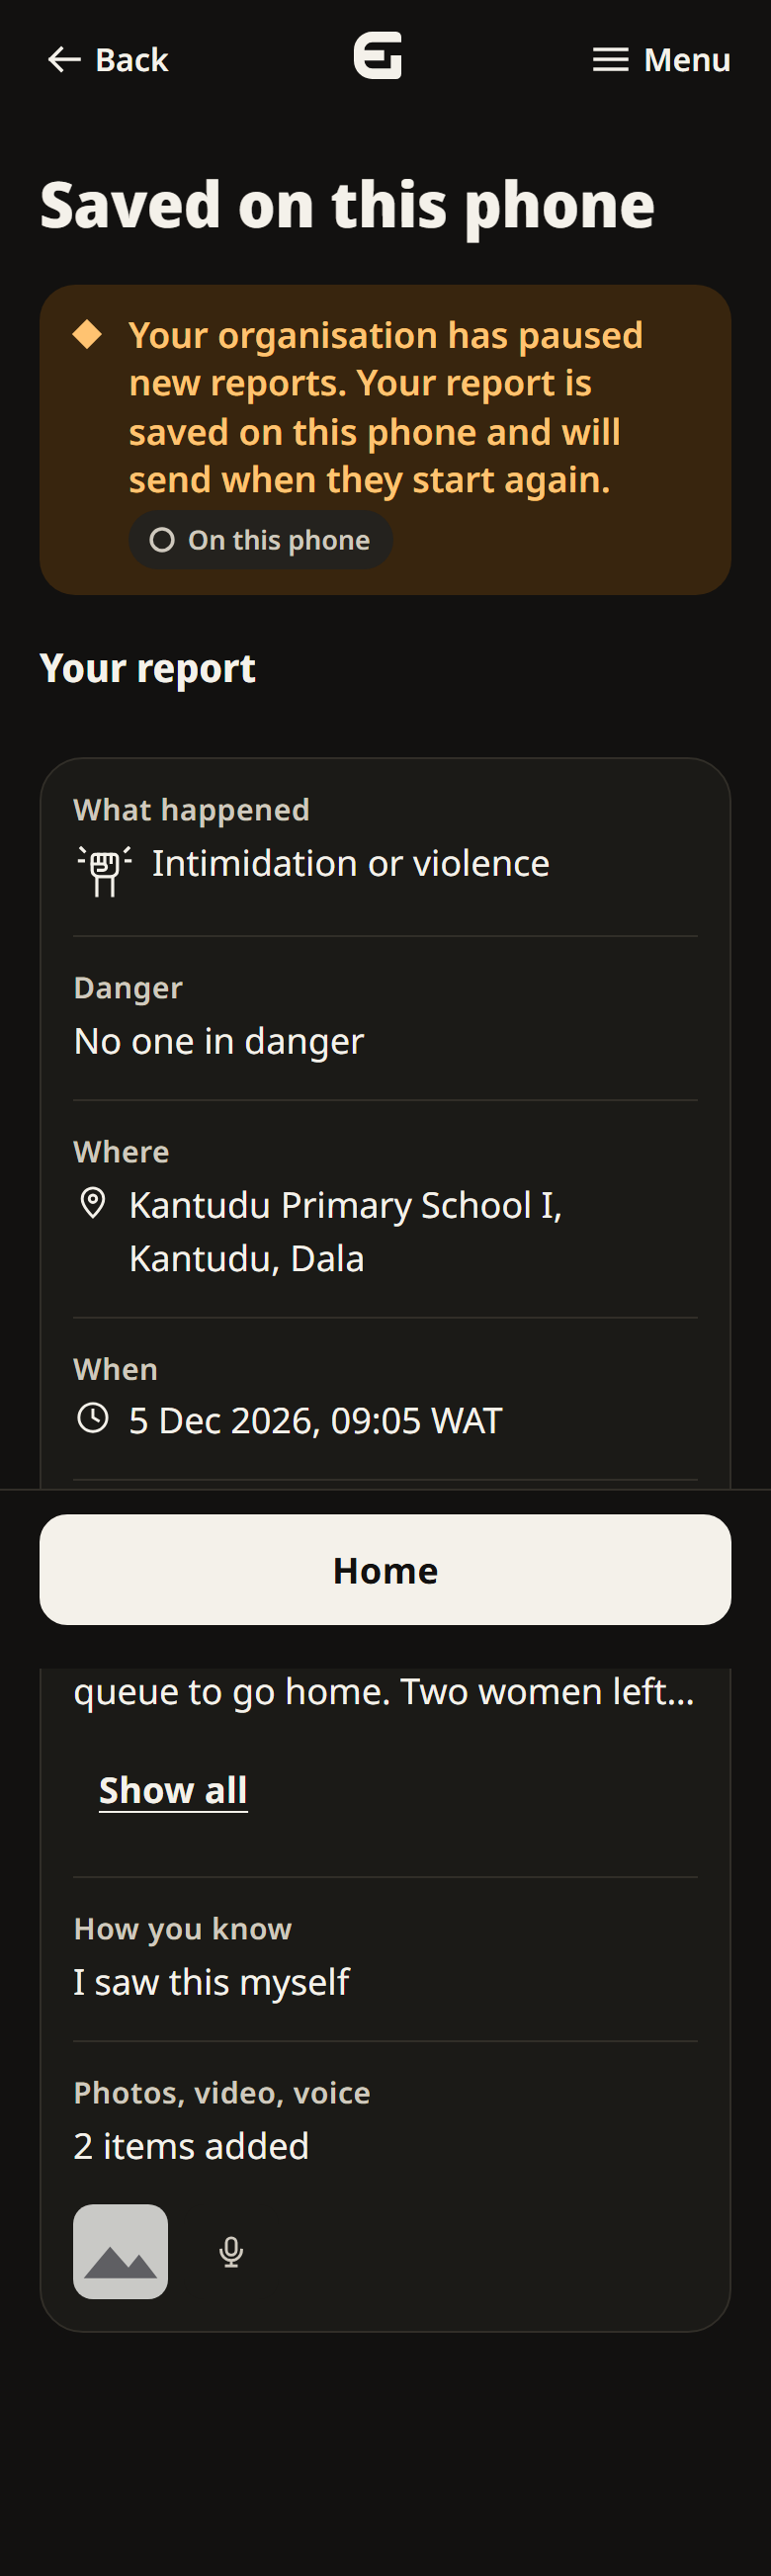 Back
Menu
Saved on this phone
Your organisation has paused
new reports. Your report is
saved on this phone and will
send when they start again.
On this phone
Your report
What happened
Intimidation or violence
Danger
No one in danger
Where
Kantudu Primary School I,
Kantudu, Dala
When
5 Dec 2026, 09:05 WAT
Home
queue to go home. Two women left...
Show all
How you know
I saw this myself
Photos, video, voice
2 items added